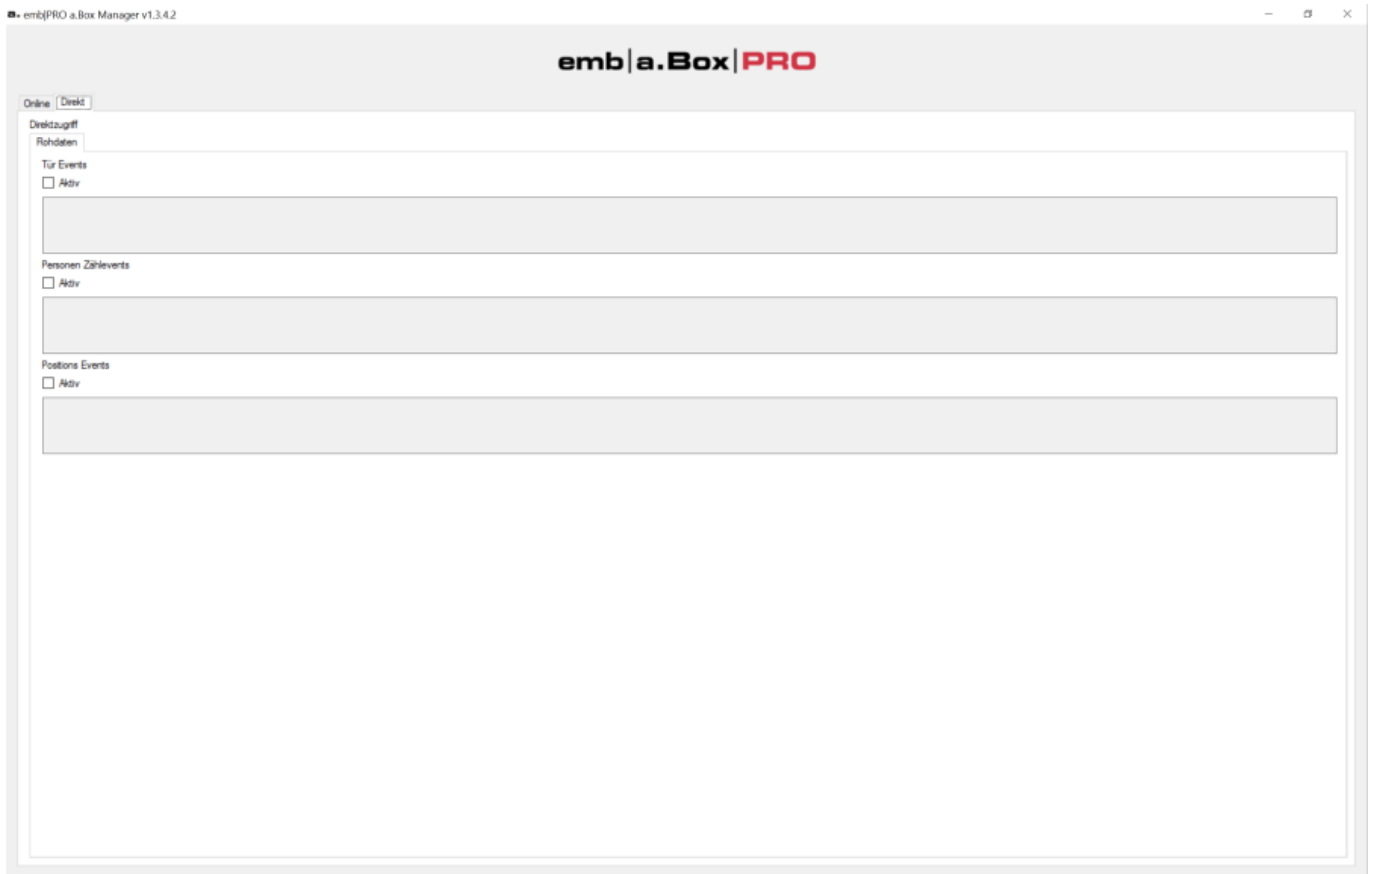 a. emb|PRO a.Box Manager v1.3.4.2
emb|a.Box|PRO
Online Direkt
Direktzugriff
Rohdaten
Tür Events
Aktiv
Personen Zählevents
Aktiv
Positions Events
Aktiv